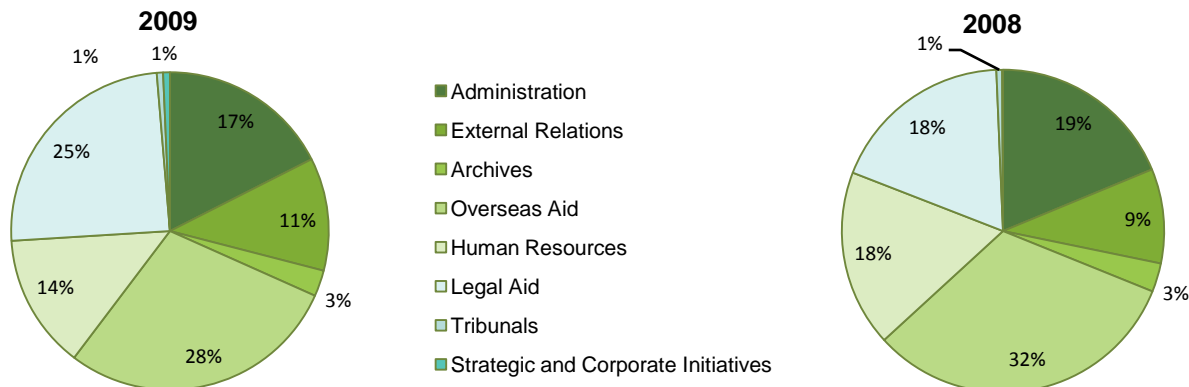 2009
1%
1%
17%
11%
3%
28%
14%
25%
Administration
External Relations
Archives
Overseas Aid
Human Resources
Legal Aid
Tribunals
Strategic and Corporate Initiatives
2008
1%
19%
9%
3%
32%
18%
18%